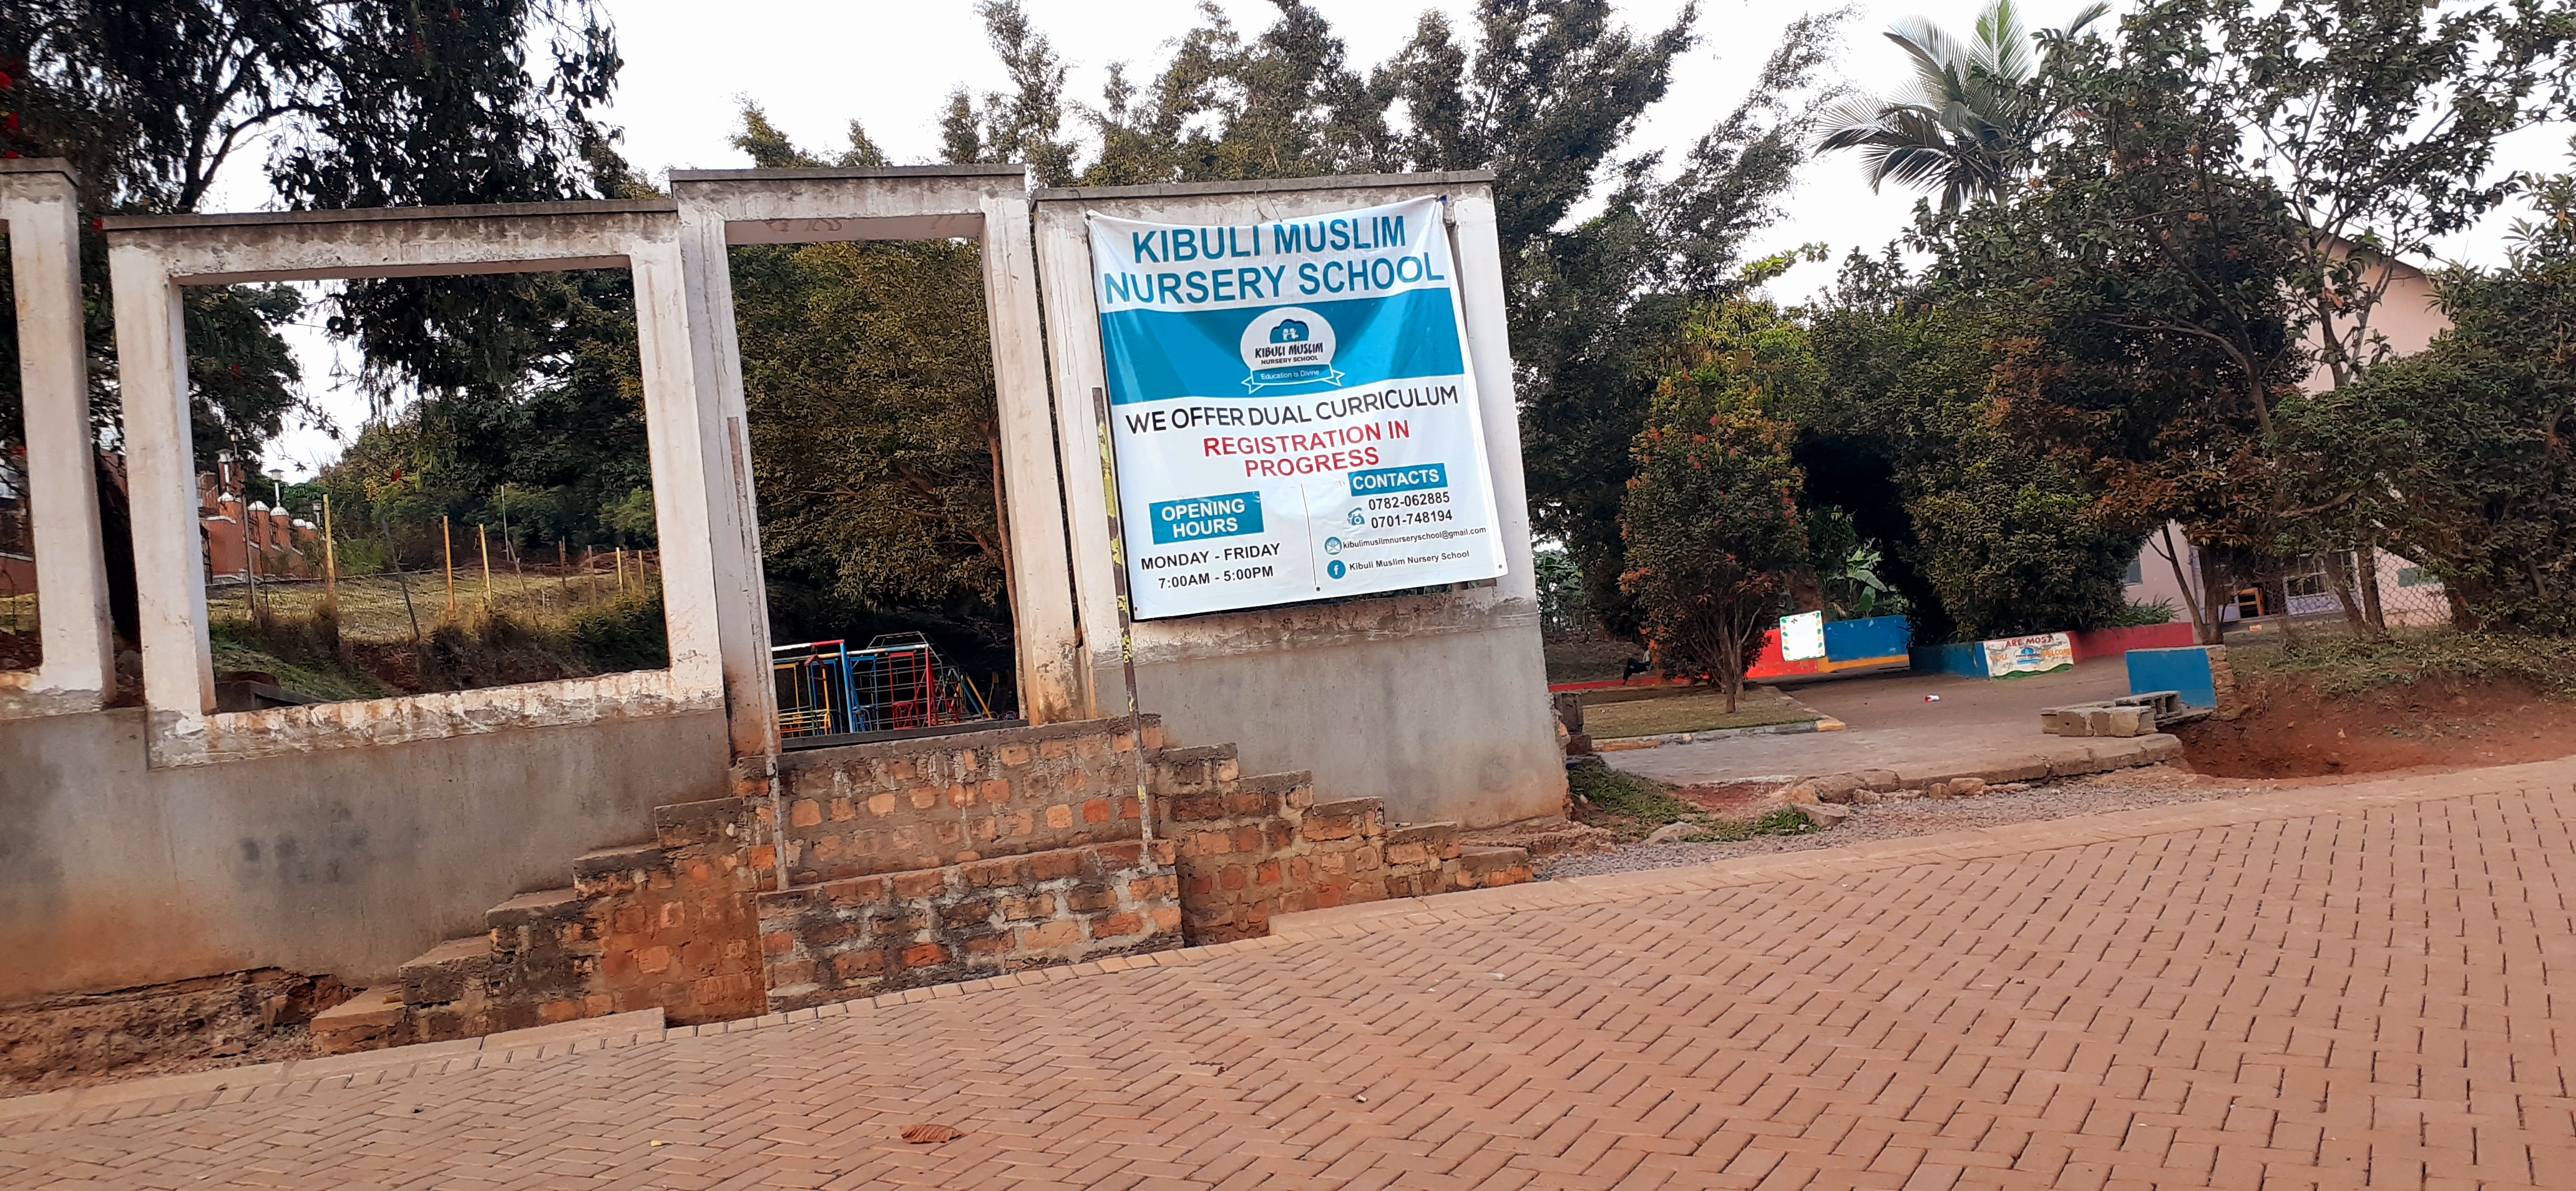 KIBULI MUSLIM
NURSERY SCHOOL
KIBULI MUSLIM
NURSERY SCHOOL
Education is Divine
WE OFFER DUAL CURRICULUM
REGISTRATION IN
PROGRESS
OPENING
HOURS
MONDAY - FRIDAY
7:00AM - 5:00PM
CONTACTS
0782-062885
0701-748194
kibulimuslimnurseryschool@gmail.com
Kibuli Muslim Nursery School
ARE MOST